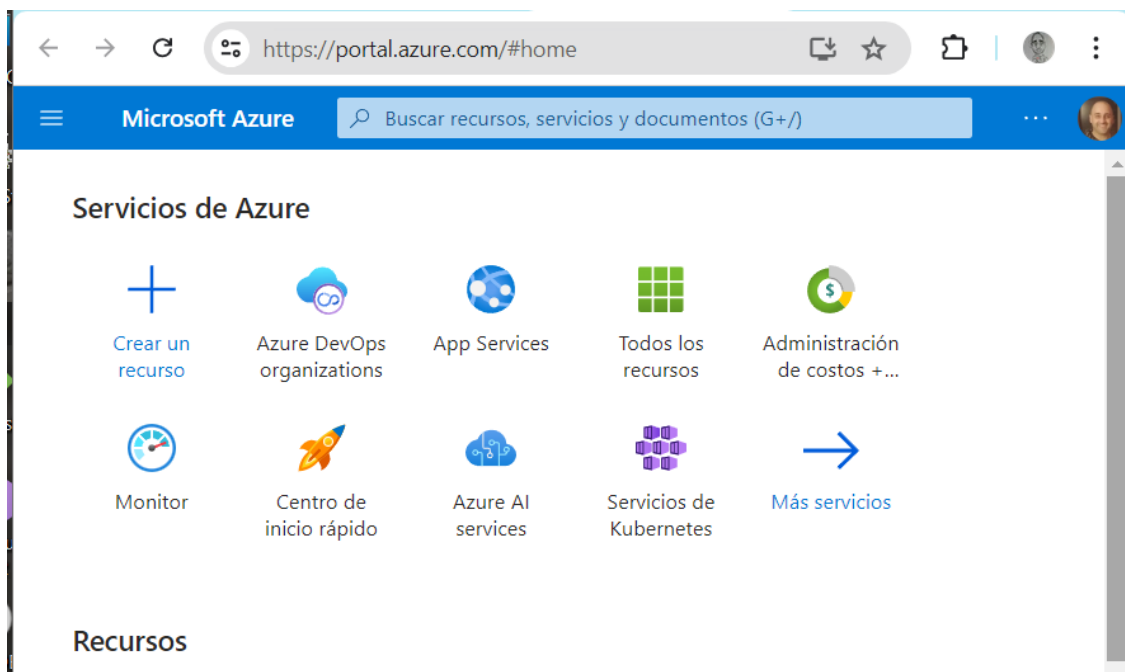 https://portal.azure.com/#home
Microsoft Azure
Buscar recursos, servicios y documentos (G+/)
Servicios de Azure
Crear un
recurso
Azure DevOps
organizations
App Services
Todos los
recursos
Administración
de costos +...
Monitor
Centro de
inicio rápido
Azure AI
services
Servicios de
Kubernetes
Más servicios
Recursos